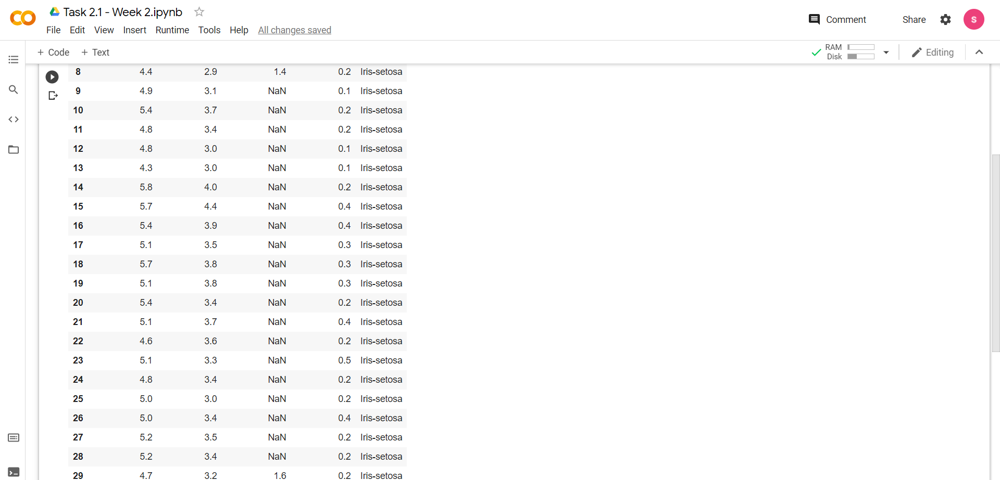 Task 2.1 - Week 2.ipynb
File Edit View Insert Runtime Tools Help All changes saved
Comment Share S
+ Code + Text
RAM
Disk
Editing
8 4.4 2.9 1.4 0.2 Iris-setosa
9 4.9 3.1 NaN 0.1 Iris-setosa
10 5.4 3.7 NaN 0.2 Iris-setosa
11 4.8 3.4 NaN 0.2 Iris-setosa
12 4.8 3.0 NaN 0.1 Iris-setosa
13 4.3 3.0 NaN 0.1 Iris-setosa
14 5.8 4.0 NaN 0.2 Iris-setosa
15 5.7 4.4 NaN 0.4 Iris-setosa
16 5.4 3.9 NaN 0.4 Iris-setosa
17 5.1 3.5 NaN 0.3 Iris-setosa
18 5.7 3.8 NaN 0.3 Iris-setosa
19 5.1 3.8 NaN 0.3 Iris-setosa
20 5.4 3.4 NaN 0.2 Iris-setosa
21 5.1 3.7 NaN 0.4 Iris-setosa
22 4.6 3.6 NaN 0.2 Iris-setosa
23 5.1 3.3 NaN 0.5 Iris-setosa
24 4.8 3.4 NaN 0.2 Iris-setosa
25 5.0 3.0 NaN 0.2 Iris-setosa
26 5.0 3.4 NaN 0.4 Iris-setosa
27 5.2 3.5 NaN 0.2 Iris-setosa
28 5.2 3.4 NaN 0.2 Iris-setosa
29 4.7 3.2 1.6 0.2 Iris-setosa